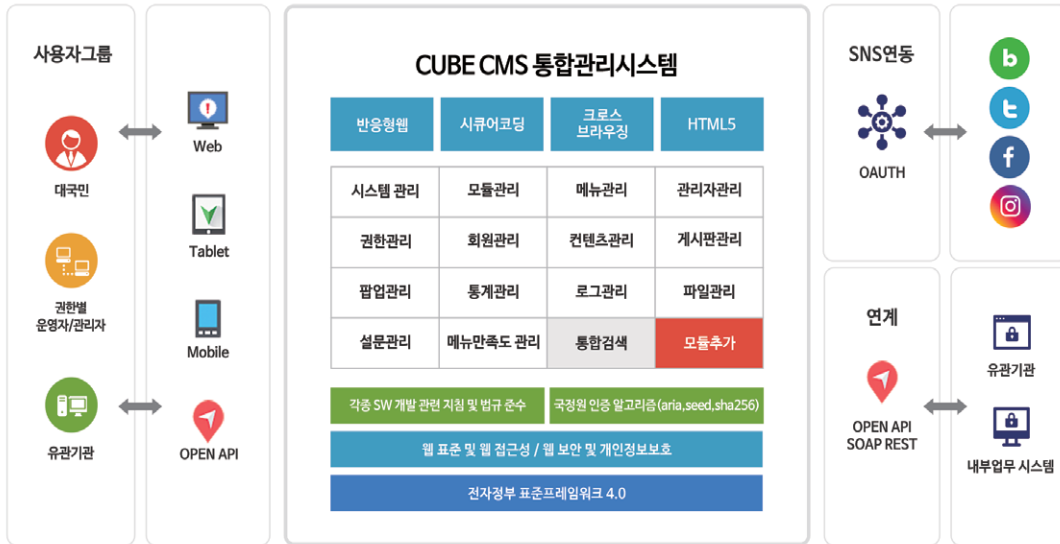 사용자그룹
대국민
권한별
운영자/관리자
유관기관
Web
Tablet
Mobile
OPEN API
CUBE CMS 통합관리시스템
반응형웹
시큐어코딩
크로스
브라우징
HTML5
시스템 관리
모듈관리
메뉴관리
관리자관리
권한관리
회원관리
컨텐츠관리
게시판관리
팝업관리
통계관리
로그관리
파일관리
설문관리
메뉴만족도 관리
통합검색
모듈추가
각종 SW 개발 관련 지침 및 법규 준수
국정원 인증 알고리즘(aria,seed,sha256)
웹 표준 및 웹 접근성 / 웹 보안 및 개인정보보호
전자정부 표준프레임워크 4.0
SNS연동
OAUTH
b
t
f
연계
OPEN API
SOAP REST
유관기관
내부업무 시스템